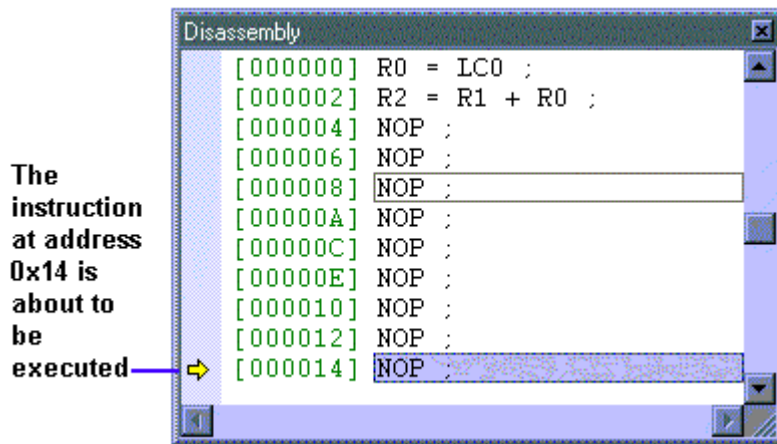 Disassembly
[000000] R0 = LC0 ;
[000002] R2 = R1 + R0 ;
[000004] NOP ;
[000006] NOP ;
[000008] NOP ;
[00000A] NOP ;
[00000C] NOP ;
[00000E] NOP ;
[000010] NOP ;
[000012] NOP ;
[000014] NOP ;
The
instruction
at address
0x14 is
about to
be
executed